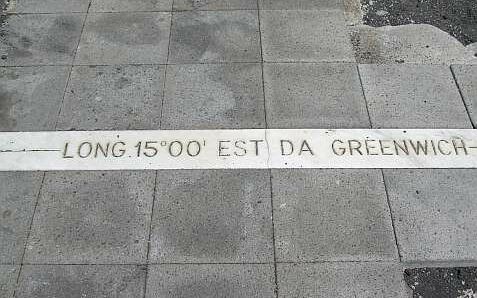 LONG. 15°00' EST DA GREENWICH